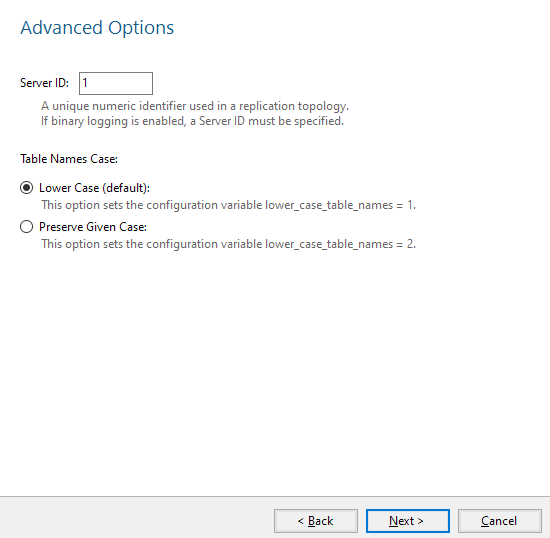 Advanced Options
Server ID: 1
A unique numeric identifier used in a replication topology.
If binary logging is enabled, a Server ID must be specified.
Table Names Case:
Lower Case (default):
This option sets the configuration variable lower_case_table_names = 1.
Preserve Given Case:
This option sets the configuration variable lower_case_table_names = 2.
< Back Next > Cancel